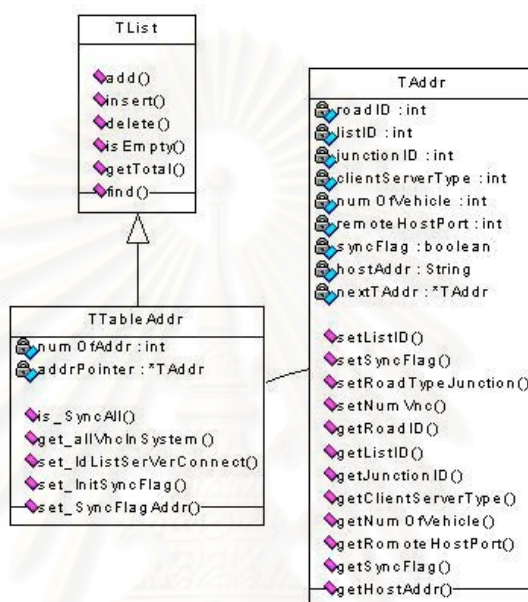 TList
add()
insert()
delete()
isEmpty()
getTotal()
find()
TTableAddr
numOfAddr : int
addrPointer : *TAddr
is_SyncAll()
get_allVhcInSystem()
set_IdListSerVerConnect()
set_InitSyncFlag()
set_SyncFlagAddr()
TAddr
roadID : int
listID : int
junctionID : int
clientServerType : int
numOfVehicle : int
remoteHostPort : int
syncFlag : boolean
hostAddr : String
nextTAddr : *TAddr
setListID()
setSyncFlag()
setRoadTypeJunction()
setNumVhc()
getRoadID()
getListID()
getJunctionID()
getClientServerType()
getNumOfVehicle()
getRomoteHostPort()
getSyncFlag()
getHostAddr()